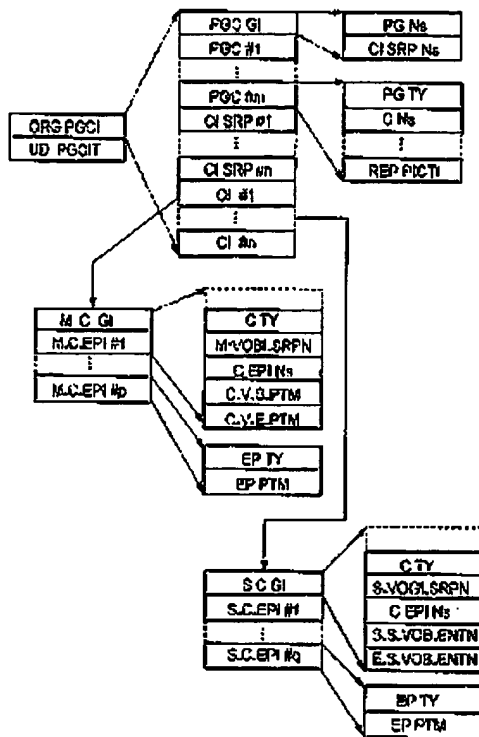 PGC GI
PGC #1
PGC #m
CI SRP #1
CI SRP #n
CI #1
CI #n
PG Ns
CI SRP Ns
PG TY
C Ns
REP PICTI
ORG PGCI
UD PGCIT
M C GI
M.C.EPI #1
M.C.EPI #p
C TY
M-VOBI.SRPN
C EPI Ns
C.V.S.PTM
C.V.E.PTM
EP TY
EP PTM
S C GI
S.C.EPI #1
S.C.EPI #q
C TY
S.VOGI.SRPN
C EPI Ns
S.S.VOB.ENTN
E.S.VOB.ENTN
EP TY
EP PTM